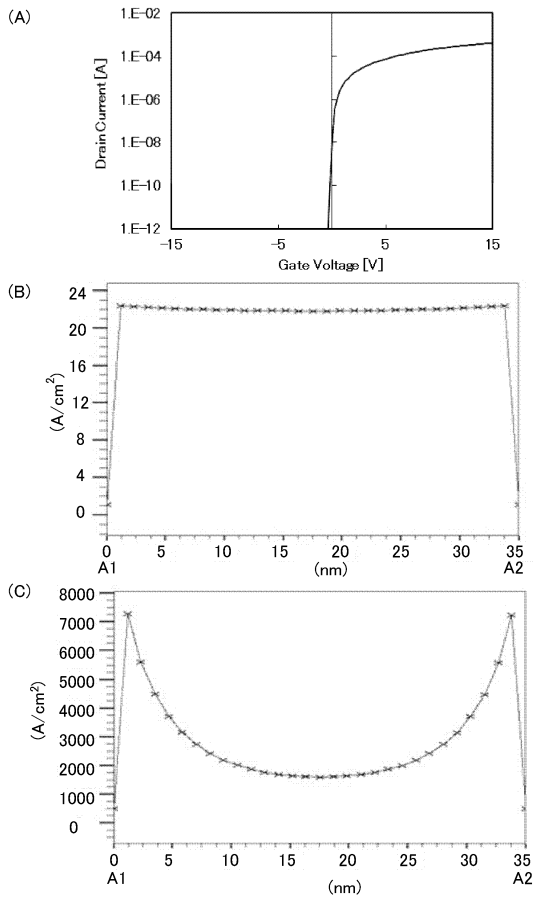 (A)
1.E-02
1.E-04
1.E-06
1.E-08
1.E-10
1.E-12
Drain Current [A]
-15 -5 5 15
Gate Voltage [V]
(B)
24
22
16
12
8
4
0
(A/cm2)
0 5 10 15 20 25 30 35
A1 (nm) A2
(C)
8000
7000
6000
5000
4000
3000
2000
1000
0
(A/cm2)
0 5 10 15 20 25 30 35
A1 (nm) A2